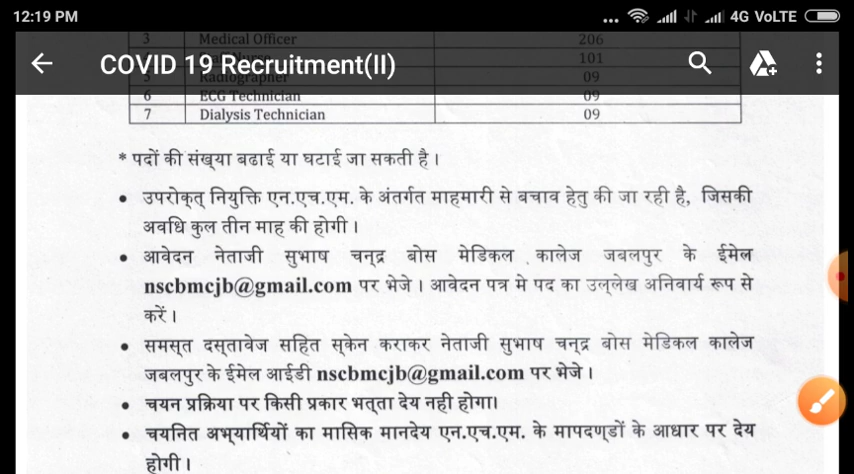 12:19 PM ... 4G VoLTE
3 Medical Officer 206
COVID 19 Recruitment(II)
101
5 Radiographer 09
6 ECG Technician 09
7 Dialysis Technician 09
* पदों की संख्या बढाई या घटाई जा सकती है।
• उपरोक्त् नियुक्ति एन.एच.एम. के अंतर्गत माहमारी से बचाव हेतु की जा रही है, जिसकी
अवधि कुल तीन माह की होगी।
• आवेदन नेताजी सुभाष चन्द्र बोस मेडिकल कालेज जबलपुर के ईमेल
nscbmcjb@gmail.com पर भेजे। आवेदन पत्र मे पद का उल्लेख अनिवार्य रूप से
करें।
• समस्त दस्तावेज सहित स्केन कराकर नेताजी सुभाष चन्द्र बोस मेडिकल कालेज
जबलपुर के ईमेल आईडी nscbmcjb@gmail.com पर भेजे।
• चयन प्रक्रिया पर किसी प्रकार भत्ता देय नही होगा।
• चयनित अभ्यार्थियों का मासिक मानदेय एन.एच.एम. के मापदण्डों के आधार पर देय
होगी।